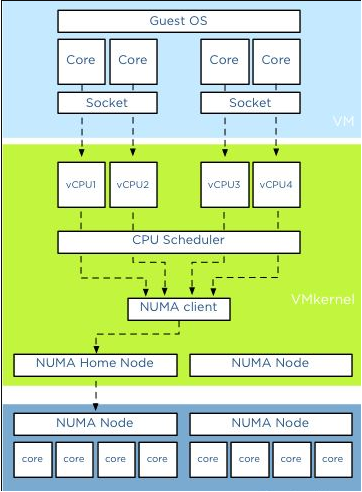 Guest OS
Core Core Core Core
Socket Socket
VM
vCPU1 vCPU2 vCPU3 vCPU4
CPU Scheduler
VMkernel
NUMA client
NUMA Home Node NUMA Node
NUMA Node NUMA Node
core core core core core core core core